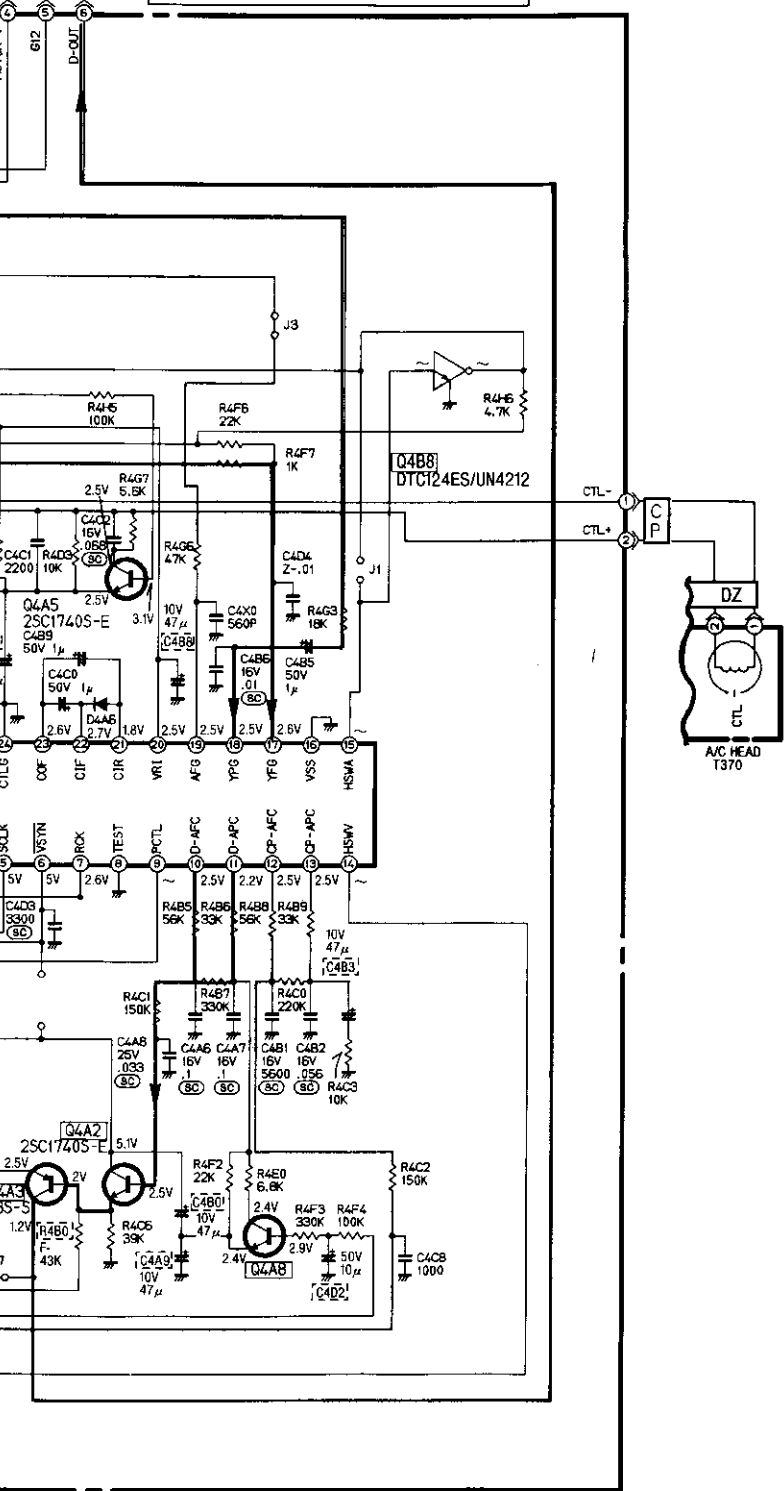 4
5
6
G12
D-OUT
J3
R4H5
100K
R4F6
22K
R4H6
4.7K
R4F7
1K
Q4B8
DTC124ES/UN4212
R4G7
5.6K
2.5V
C4C2
16V
.068
SC
CTL-
1
C
P
CTL+
2
C4C1
2200
R4D3
10K
R4G6
47K
C4D4
Z-.01
J1
DZ
2
1
CTL
A/C HEAD
T370
Q4A5
2SC1740S-E
2.5V
3.1V
10V
47μ
C4B8
C4X0
560P
R4G3
18K
C4B9
50V 1μ
C4C0
50V 1μ
D4A6
C4B6
16V
.01
SC
C4B5
50V
1μ
2.6V
2.7V
1.8V
2.5V
2.5V
2.5V
2.6V
~
24
23
22
21
20
19
18
17
16
15
CTLG
COF
CIF
CIR
VRI
AFG
YPG
YFG
VSS
HSWA
SCLK
VSYN
RCK
TEST
PCTL
D-AFC
D-APC
CP-AFC
CP-APC
HSWV
5
6
7
8
9
10
11
12
13
14
5V
5V
2.6V
~
2.5V
2.2V
2.5V
2.5V
~
C4D3
3300
SC
R4B5
56K
R4B6
33K
R4B8
56K
R4B9
33K
10V
47μ
C4B3
R4C1
150K
R4B7
330K
R4C0
220K
C4A8
25V
.033
SC
C4A6
16V
.1
SC
C4A7
16V
.1
SC
C4B1
16V
5600
SC
C4B2
16V
.056
SC
R4C3
10K
Q4A2
2SC1740S-E
5.1V
2.5V
2V
2.5V
1.2V
R4B0
F-
43K
R4C6
39K
C4B0
10V
47μ
C4A9
10V
47μ
R4F2
22K
R4E0
6.8K
2.4V
2.4V
Q4A8
2.9V
R4F3
330K
R4F4
100K
50V
10μ
C4D2
R4C2
150K
C4C8
1000